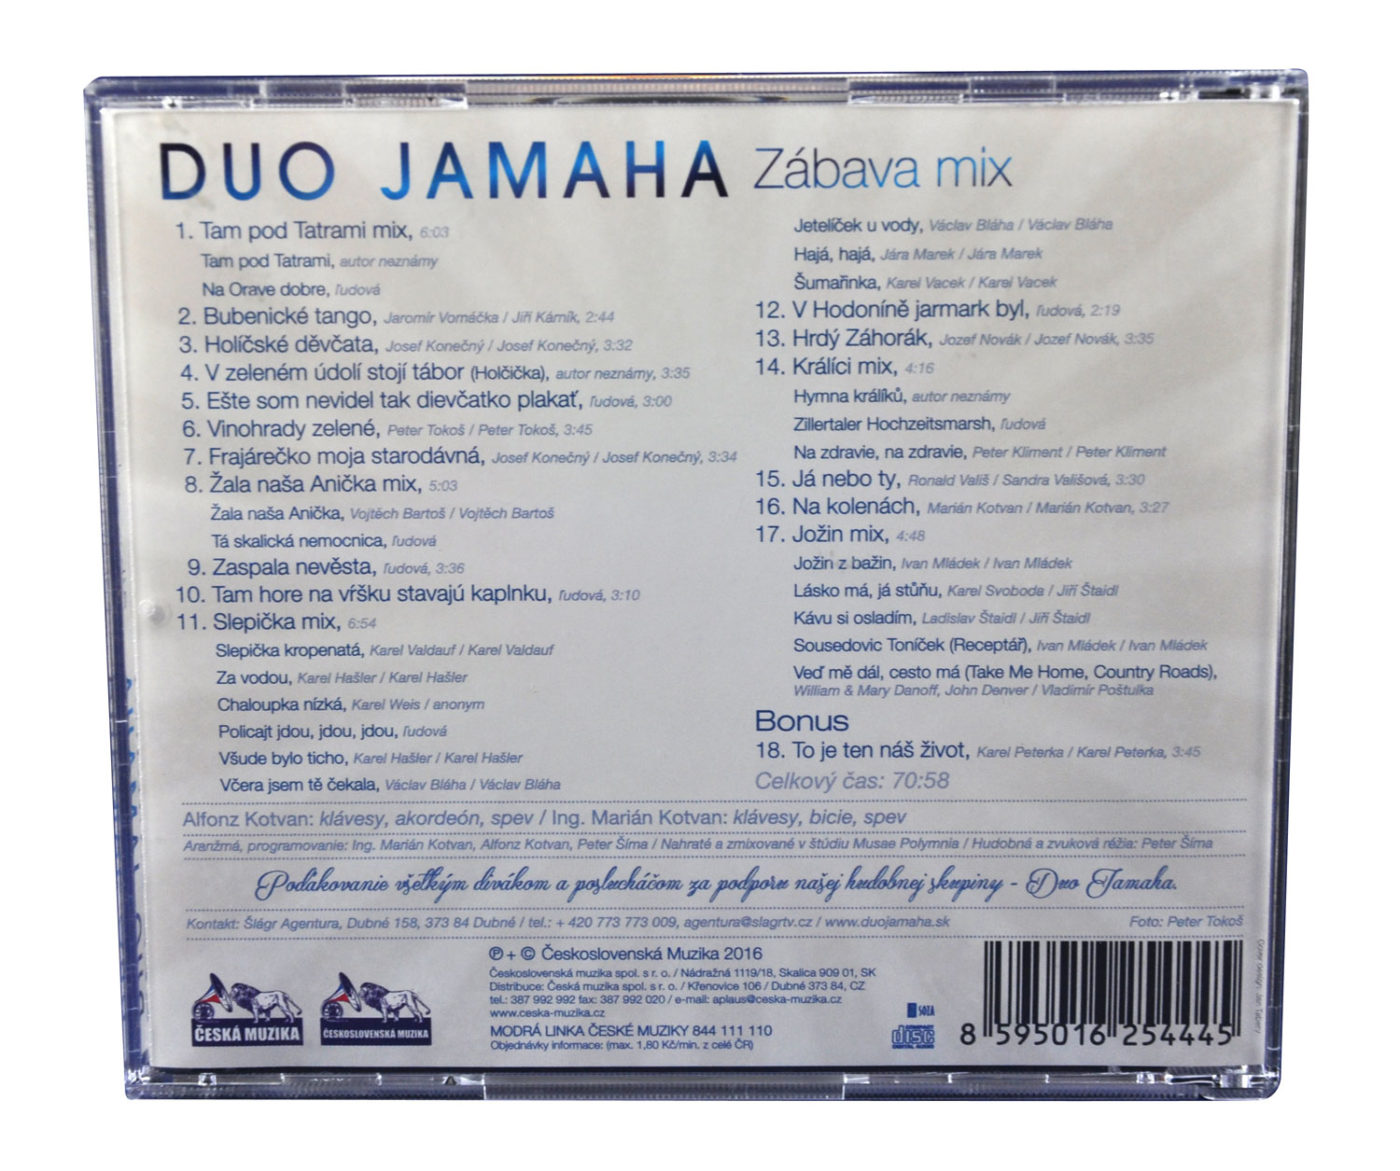 DUO JAMAHA Zábava mix
1. Tam pod Tatrami mix, 6:03
Tam pod Tatrami, autor neznámy
Na Orave dobre, ľudová
2. Bubenické tango, Jaromír Vomáčka / Jiří Kárník, 2:44
3. Holíčské děvčata, Josef Konečný / Josef Konečný, 3:32
4. V zeleném údolí stojí tábor (Holčička), autor neznámy, 3:35
5. Ešte som nevidel tak dievčatko plakať, ľudová, 3:00
6. Vinohrady zelené, Peter Tokoš / Peter Tokoš, 3:45
7. Frajárečko moja starodávná, Josef Konečný / Josef Konečný, 3:34
8. Žala naša Anička mix, 5:03
Žala naša Anička, Vojtěch Bartoš / Vojtěch Bartoš
Tá skalická nemocnica, ľudová
9. Zaspala nevěsta, ľudová, 3:36
10. Tam hore na vŕšku stavajú kaplnku, ľudová, 3:10
11. Slepička mix, 6:54
Slepička kropenatá, Karel Valdauf / Karel Valdauf
Za vodou, Karel Hašler / Karel Hašler
Chaloupka nízká, Karel Weis / anonym
Policajt jdou, jdou, jdou, ľudová
Všude bylo ticho, Karel Hašler / Karel Hašler
Včera jsem tě čekala, Václav Bláha / Václav Bláha
Jetelíček u vody, Václav Bláha / Václav Bláha
Hajá, hajá, Jára Marek / Jára Marek
Šumařinka, Karel Vacek / Karel Vacek
12. V Hodoníně jarmark byl, ľudová, 2:19
13. Hrdý Záhorák, Jozef Novák / Jozef Novák, 3:35
14. Králíci mix, 4:16
Hymna králíků, autor neznámy
Zillertaler Hochzeitsmarsh, ľudová
Na zdravie, na zdravie, Peter Kliment / Peter Kliment
15. Já nebo ty, Ronald Vališ / Sandra Vališová, 3:30
16. Na kolenách, Marián Kotvan / Marián Kotvan, 3:27
17. Jožin mix, 4:48
Jožin z bažin, Ivan Mládek / Ivan Mládek
Lásko má, já stůňu, Karel Svoboda / Jiří Štaidl
Kávu si osladím, Ladislav Štaidl / Jiří Štaidl
Sousedovic Toníček (Receptář), Ivan Mládek / Ivan Mládek
Veď mě dál, cesto má (Take Me Home, Country Roads),
William & Mary Danoff, John Denver / Vladimír Poštulka
Bonus
18. To je ten náš život, Karel Peterka / Karel Peterka, 3:45
Celkový čas: 70:58
Alfonz Kotvan: klávesy, akordeón, spev / Ing. Marián Kotvan: klávesy, bicie, spev
Aranžmá, programovanie: Ing. Marián Kotvan, Alfonz Kotvan, Peter Šíma / Nahraté a zmixované v štúdiu Musae Polymnia / Hudobná a zvuková réžia: Peter Šíma
Poďakovanie všetkým divákom a poslucháčom za podporu našej hudobnej skupiny - Duo Jamaha.
Kontakt: Šlágr Agentura, Dubné 158, 373 84 Dubné / tel.: + 420 773 773 009, agentura@slagrtv.cz / www.duojamaha.sk
Foto: Peter Tokoš
℗ + © Československá Muzika 2016
Československá muzika spol. s r. o. / Nádražná 1119/18, Skalica 909 01, SK
Distribuce: Česká muzika spol. s r. o. / Křenovice 106 / Dubné 373 84, CZ
tel.: 387 992 992 fax: 387 992 020 / e-mail: aplaus@ceska-muzika.cz
www.ceska-muzika.cz
MODRÁ LINKA ČESKÉ MUZIKY 844 111 110
Objednávky informace: (max. 1,80 Kč/min. z celé ČR)
ČESKÁ MUZIKA
ČESKOSLOVENSKÁ MUZIKA
SOZA
COMPACT
disc
DIGITAL AUDIO
8 595016 254445